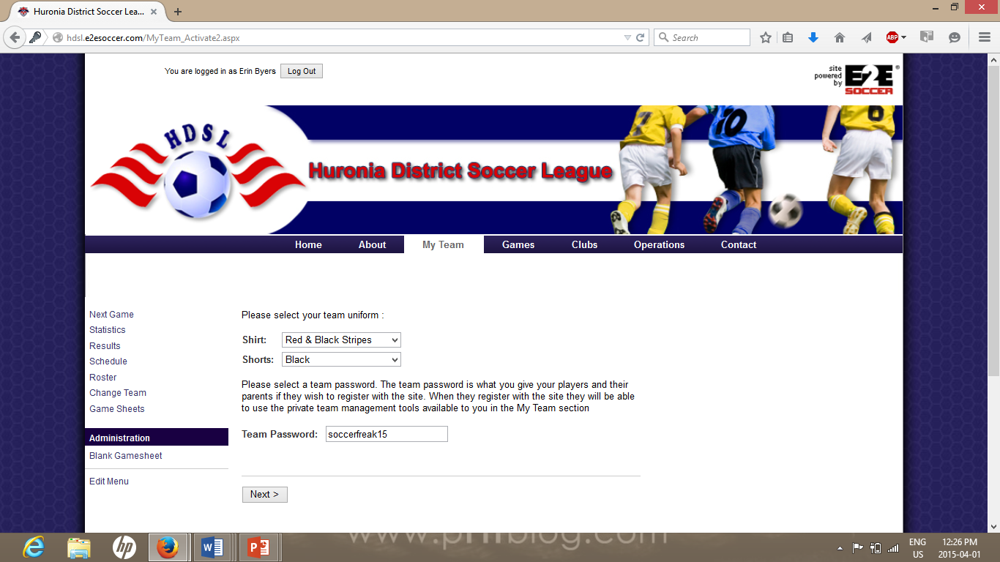 Huronia District Soccer Lea...
hdsl.e2esoccer.com/MyTeam_Activate2.aspx
Search
ABP
You are logged in as Erin Byers
Log Out
site
powered
by
E2E
SOCCER
®
HDSL
Huronia District Soccer League
7
10
6
Home About My Team Games Clubs Operations Contact
Next Game
Statistics
Results
Schedule
Roster
Change Team
Game Sheets
Administration
Blank Gamesheet
Edit Menu
Please select your team uniform :
Shirt: Red & Black Stripes
Shorts: Black
Please select a team password. The team password is what you give your players and their
parents if they wish to register with the site. When they register with the site they will be able
to use the private team management tools available to you in the My Team section
Team Password: soccerfreak15
Next >
hp
ENG
US
12:26 PM
2015-04-01